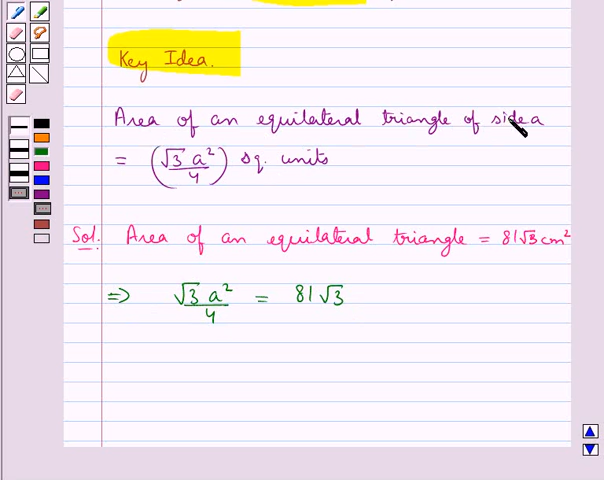 Key Idea.
Area of an equilateral triangle of side a
= (√3 a²/4) sq. units
Sol. Area of an equilateral triangle = 81√3 cm²
⇒ √3 a²/4 = 81√3